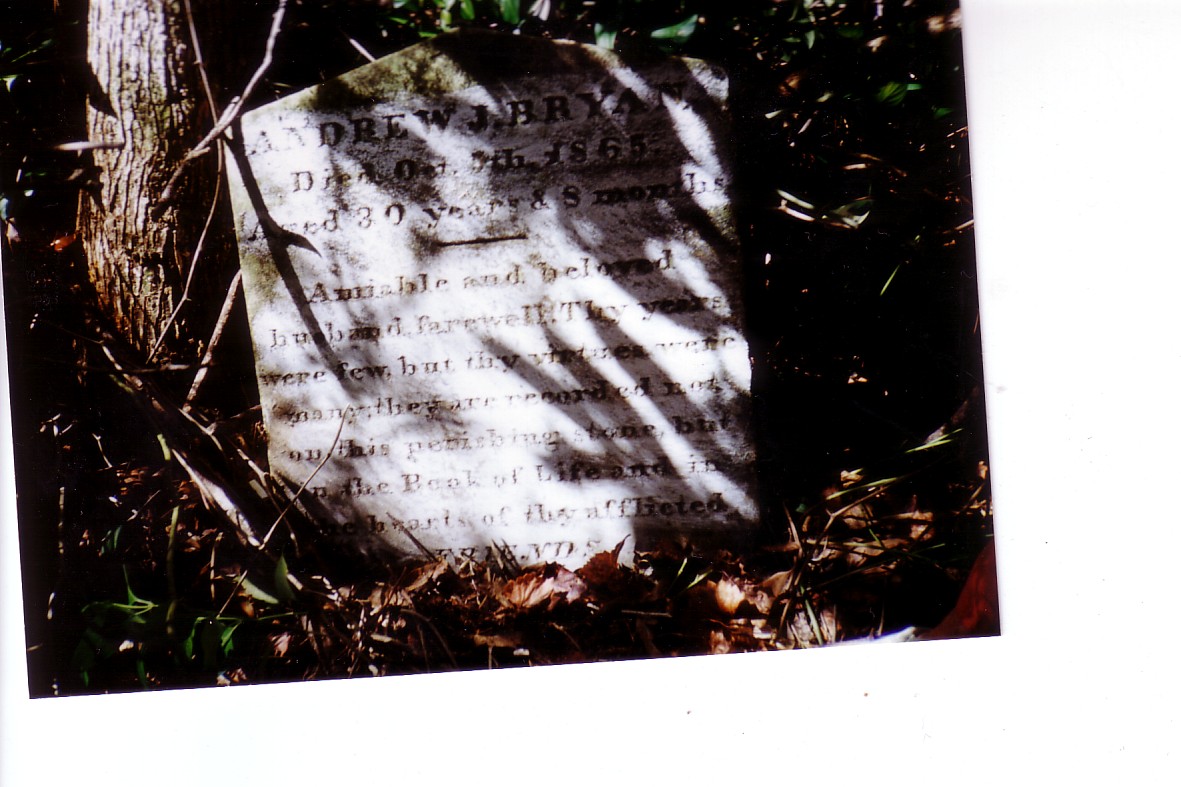 ANDREW J. BRYAN.
Died Oct. 5th, 1865.
Aged 30 years & 8 months
Amiable and beloved
husband, farewell! Thy years
were few, but thy virtues were
many; they are recorded not
on this perishing stone, but
in the Book of Life and in
the hearts of thy afflicted
FRIENDS.